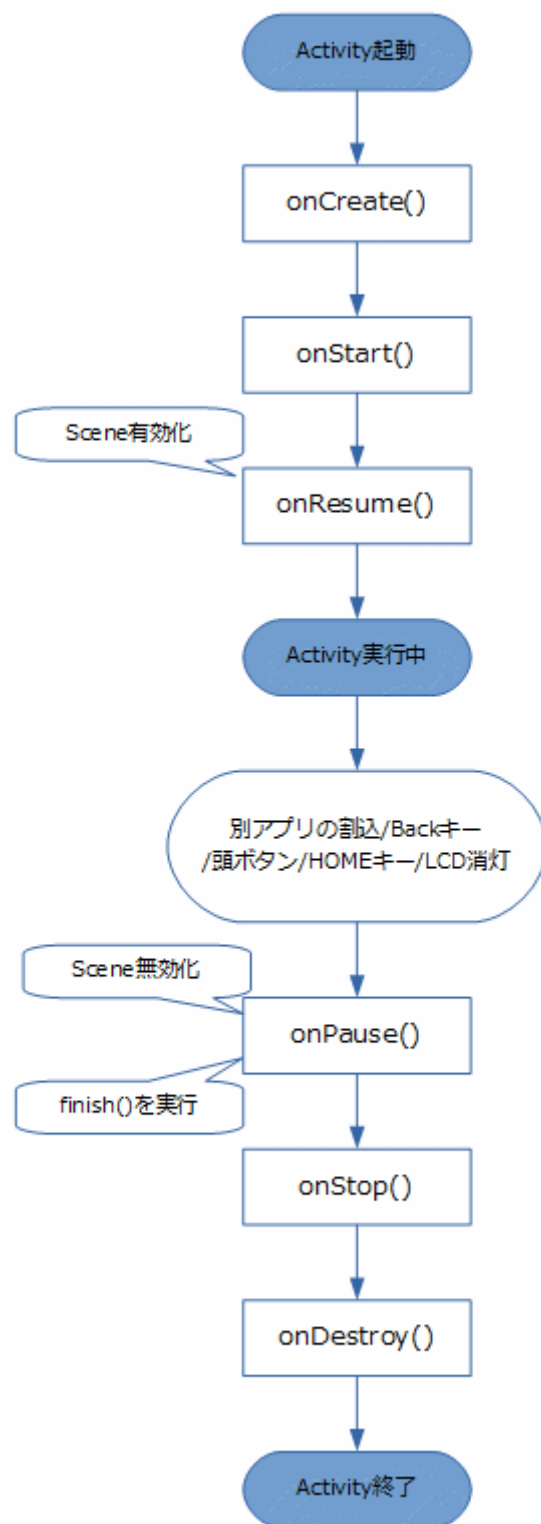 Activity起動
onCreate()
onStart()
Scene有効化
onResume()
Activity実行中
別アプリの割込/Backキー
/頭ボタン/HOMEキー/LCD消灯
Scene無効化
onPause()
finish()を実行
onStop()
onDestroy()
Activity終了